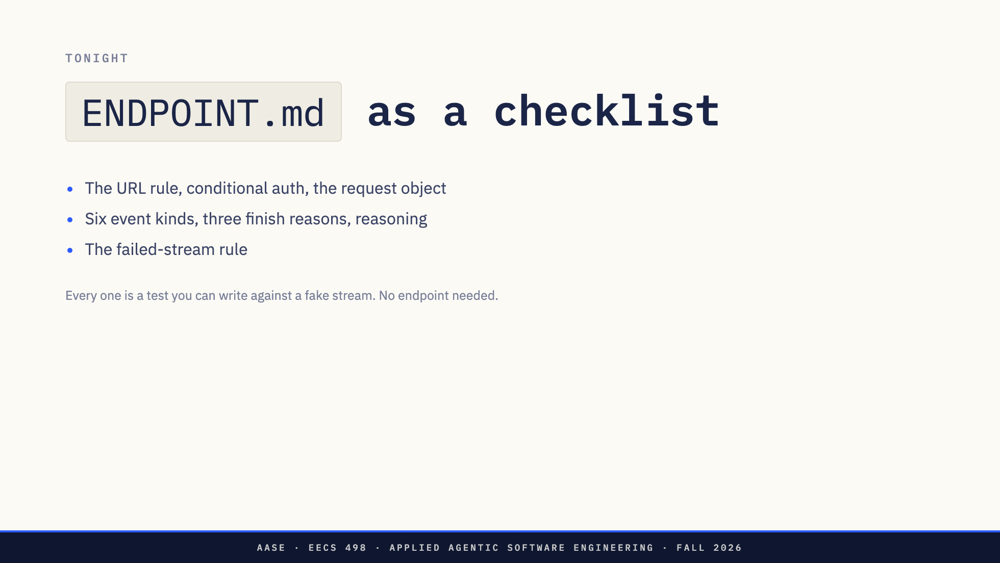 TONIGHT
ENDPOINT.md as a checklist
• The URL rule, conditional auth, the request object
• Six event kinds, three finish reasons, reasoning
• The failed-stream rule
Every one is a test you can write against a fake stream. No endpoint needed.
AASE · EECS 498 · APPLIED AGENTIC SOFTWARE ENGINEERING · FALL 2026